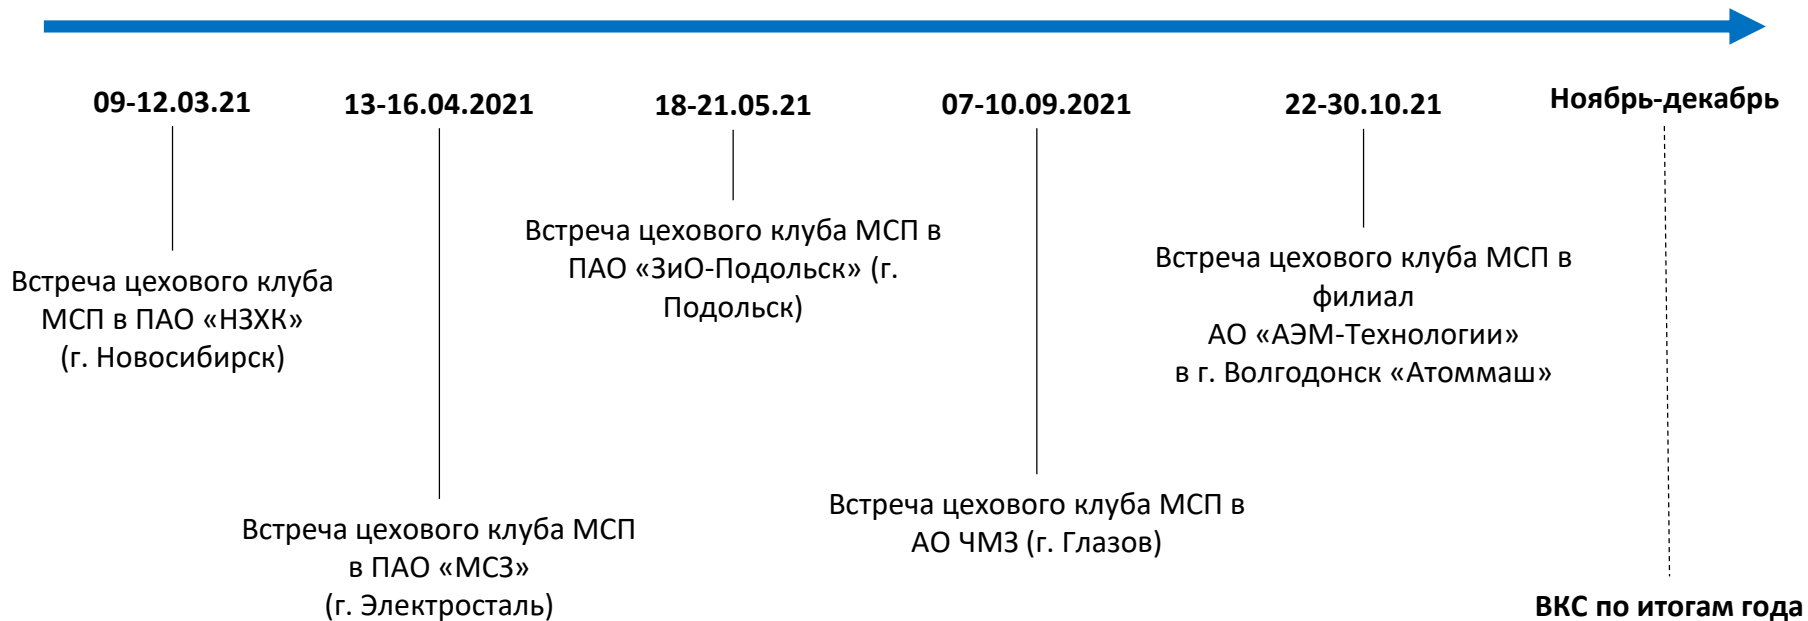 09-12.03.21
13-16.04.2021
18-21.05.21
07-10.09.2021
22-30.10.21
Ноябрь-декабрь
Встреча цехового клуба
МСП в ПАО «НЗХК»
(г. Новосибирск)
Встреча цехового клуба МСП
в ПАО «МСЗ»
(г. Электросталь)
Встреча цехового клуба МСП в
ПАО «ЗиО-Подольск» (г.
Подольск)
Встреча цехового клуба МСП в
АО ЧМЗ (г. Глазов)
Встреча цехового клуба МСП в
филиал
АО «АЭМ-Технологии»
в г. Волгодонск «Атоммаш»
ВКС по итогам года